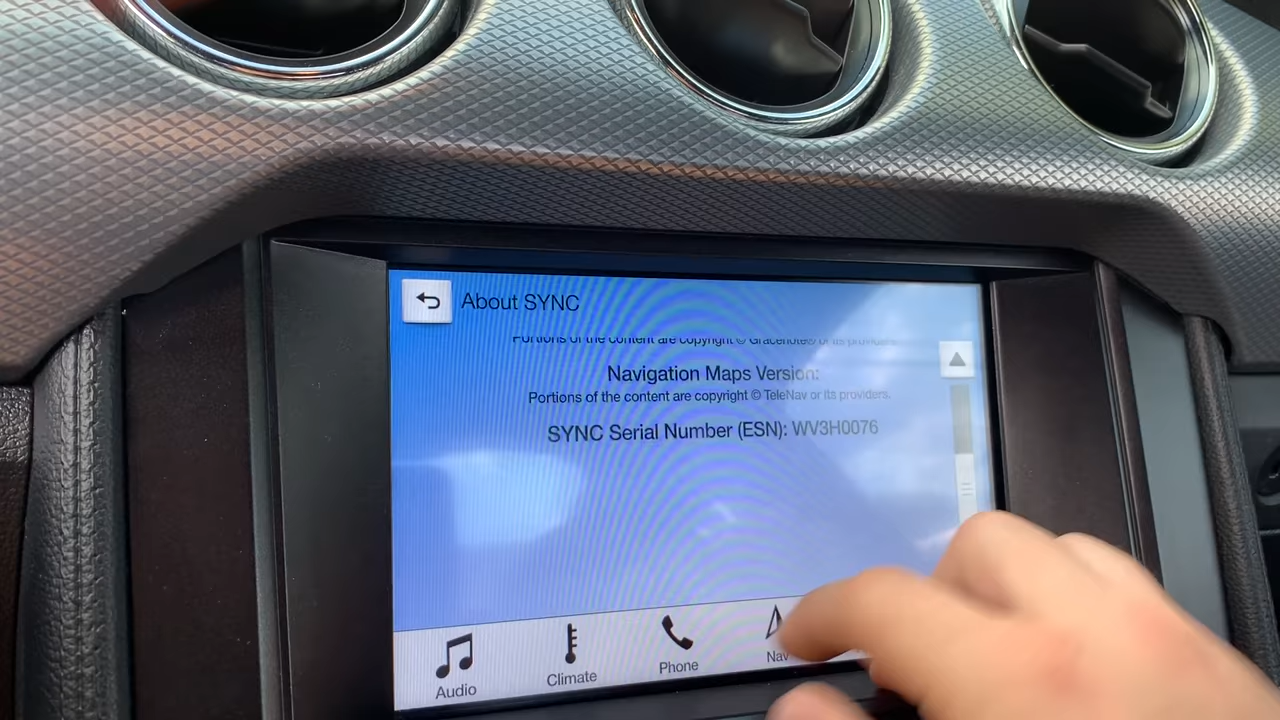 About SYNC
Portions of the content are copyright © Gracenote® or its providers.
Navigation Maps Version:
Portions of the content are copyright © TeleNav or its providers.
SYNC Serial Number (ESN): WV3H0076
Audio
Climate
Phone
Nav